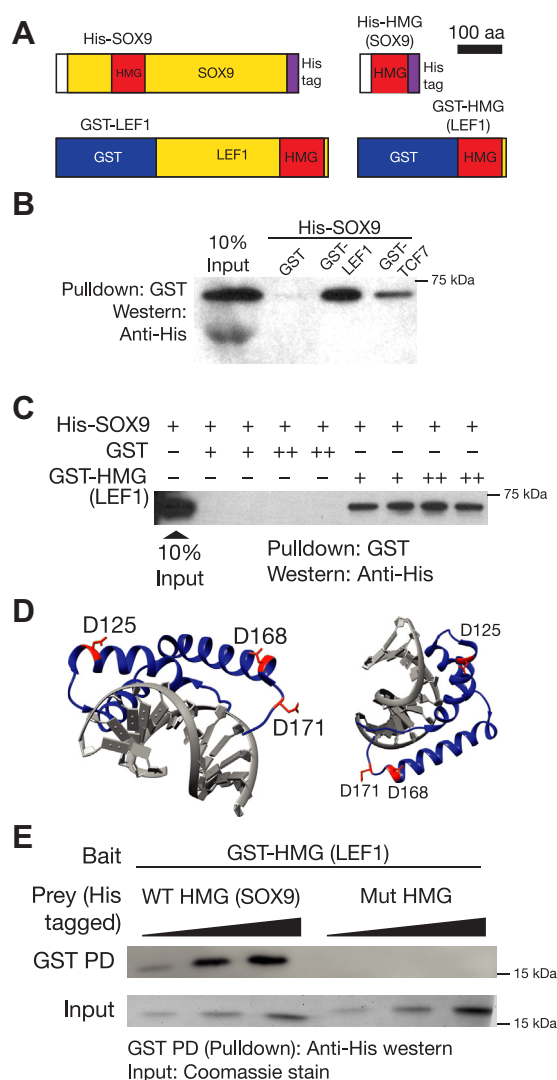 A
His-SOX9
His-HMG
(SOX9)
100 aa
HMG
SOX9
His
tag
HMG
His
tag
GST-LEF1
GST-HMG
(LEF1)
GST
LEF1
HMG
GST
HMG
B
His-SOX9
10%
Input
GST
GST-
LEF1
GST-
TCF7
75 kDa
Pulldown: GST
Western:
Anti-His
C
His-SOX9 + + + + + + + + +
GST − + + ++ ++ − − − −
GST-HMG − − − − − + + ++ ++
(LEF1)
75 kDa
10%
Input
Pulldown: GST
Western: Anti-His
D
D125
D168
D171
D125
D171
D168
E
Bait
GST-HMG (LEF1)
Prey (His
tagged)
WT HMG (SOX9)
Mut HMG
GST PD
15 kDa
Input
15 kDa
GST PD (Pulldown): Anti-His western
Input: Coomassie stain